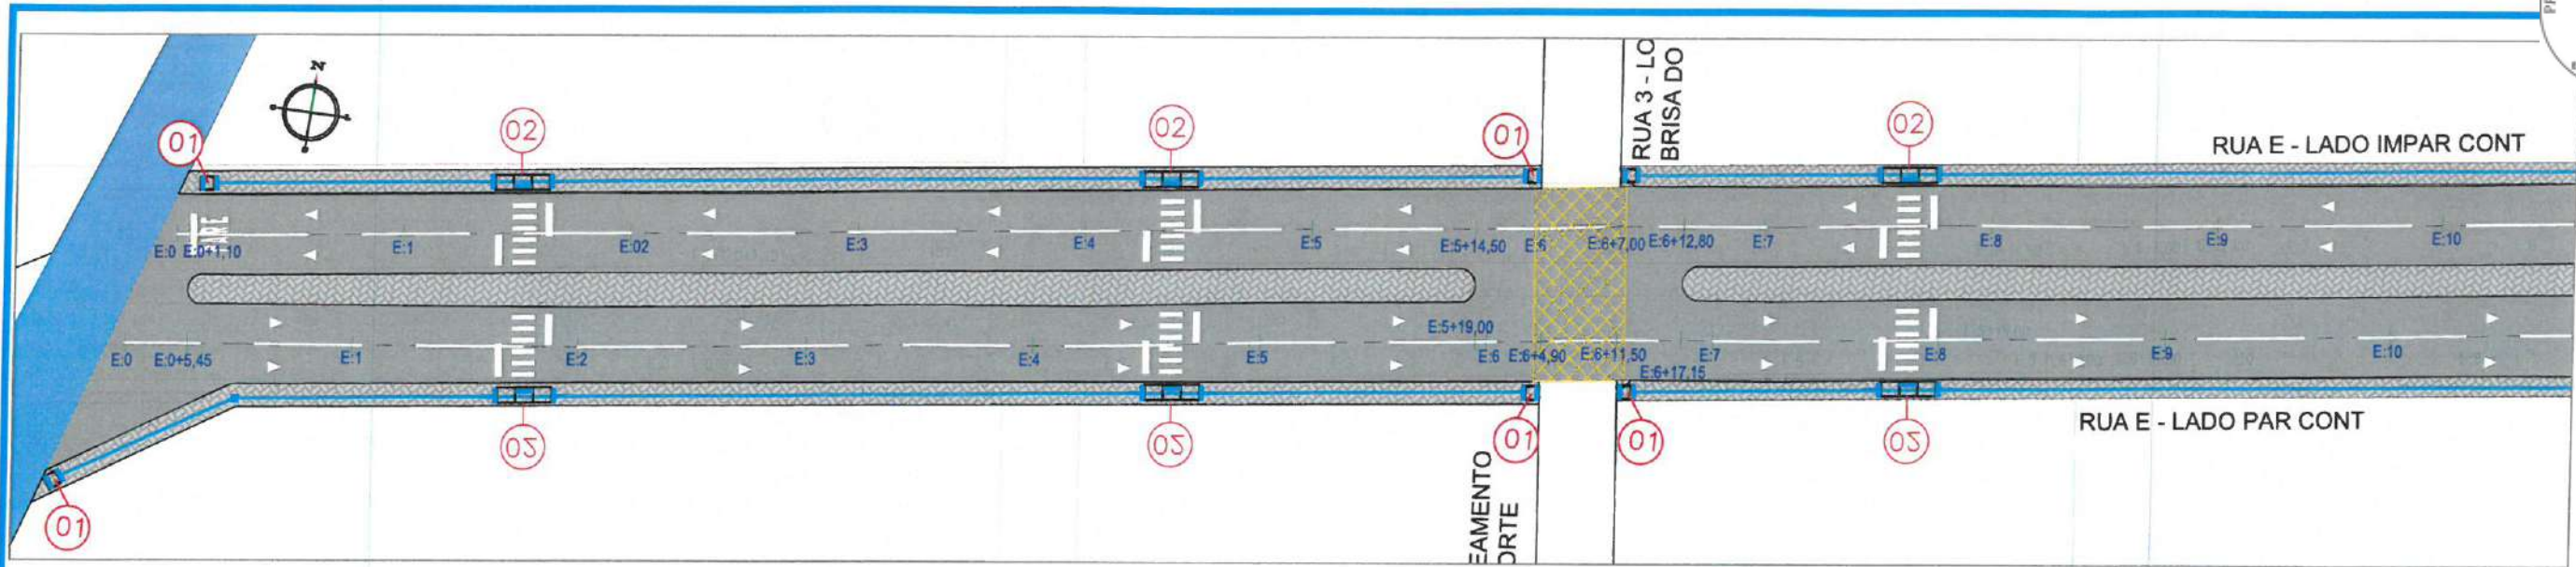 N
01
02
02
01
02
RUA 3 - LO
BRISA DO
RUA E - LADO IMPAR CONT
E:0
E:0+1,10
E:1
E:02
E:3
E:4
E:5
E:5+14,50
E:6
E:6+7,00
E:6+12,80
E:7
E:8
E:9
E:10
E:0
E:0+5,45
E:1
E:2
E:3
E:4
E:5
E:5+19,00
E:6
E:6+4,90
E:6+11,50
E:6+17,15
E:7
E:8
E:9
E:10
RUA E - LADO PAR CONT
01
02
02
01
01
02
EAMENTO
ORTE